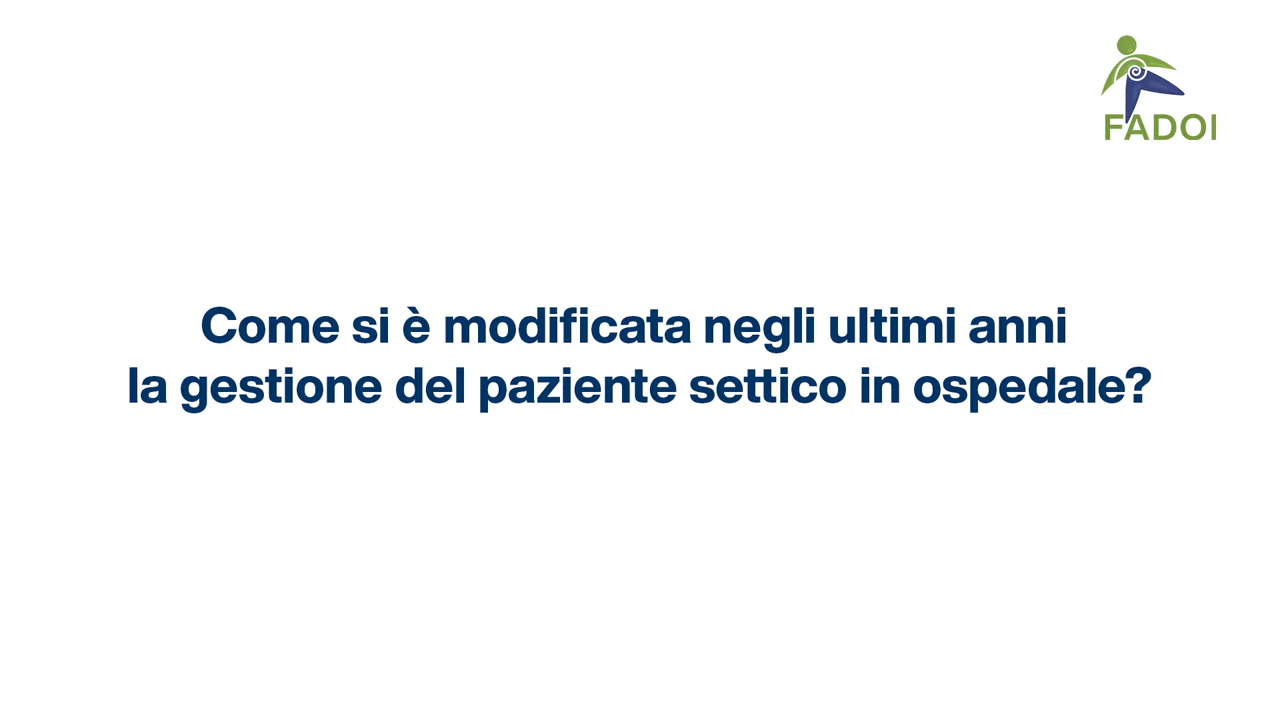 FADOI
Come si è modificata negli ultimi anni
la gestione del paziente settico in ospedale?